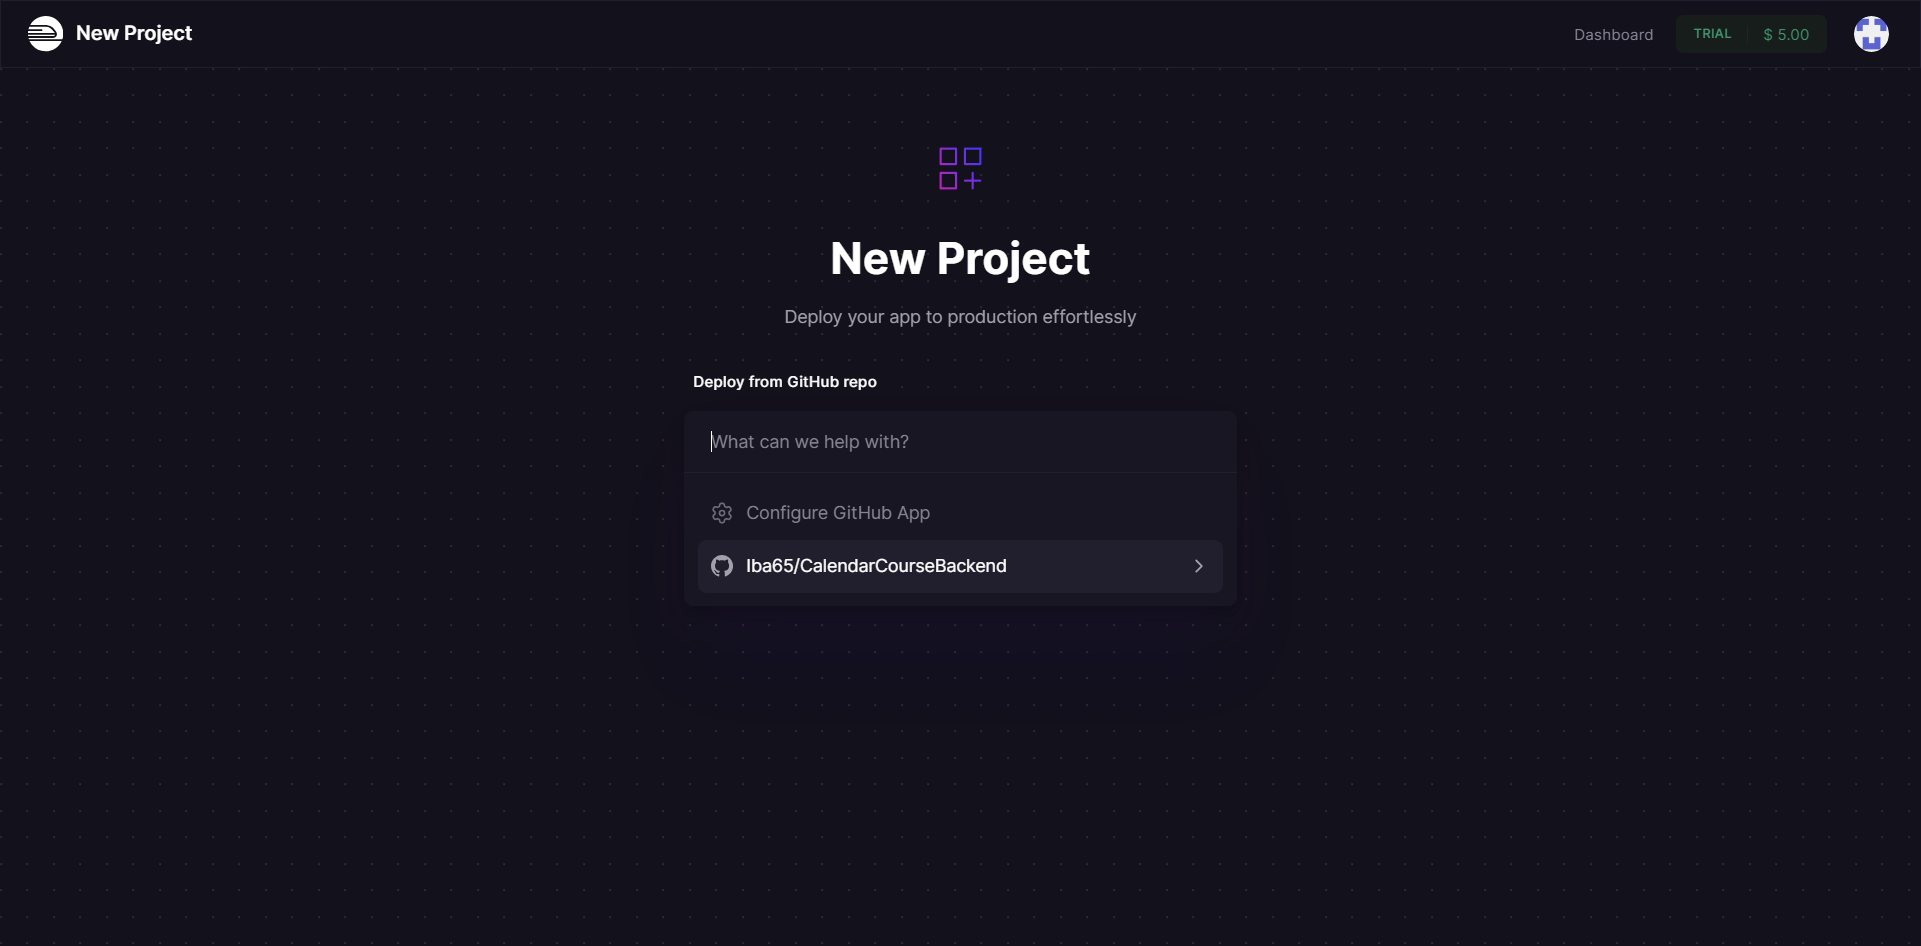 New Project
Dashboard
TRIAL
$ 5.00
New Project
Deploy your app to production effortlessly
Deploy from GitHub repo
What can we help with?
Configure GitHub App
Iba65/CalendarCourseBackend